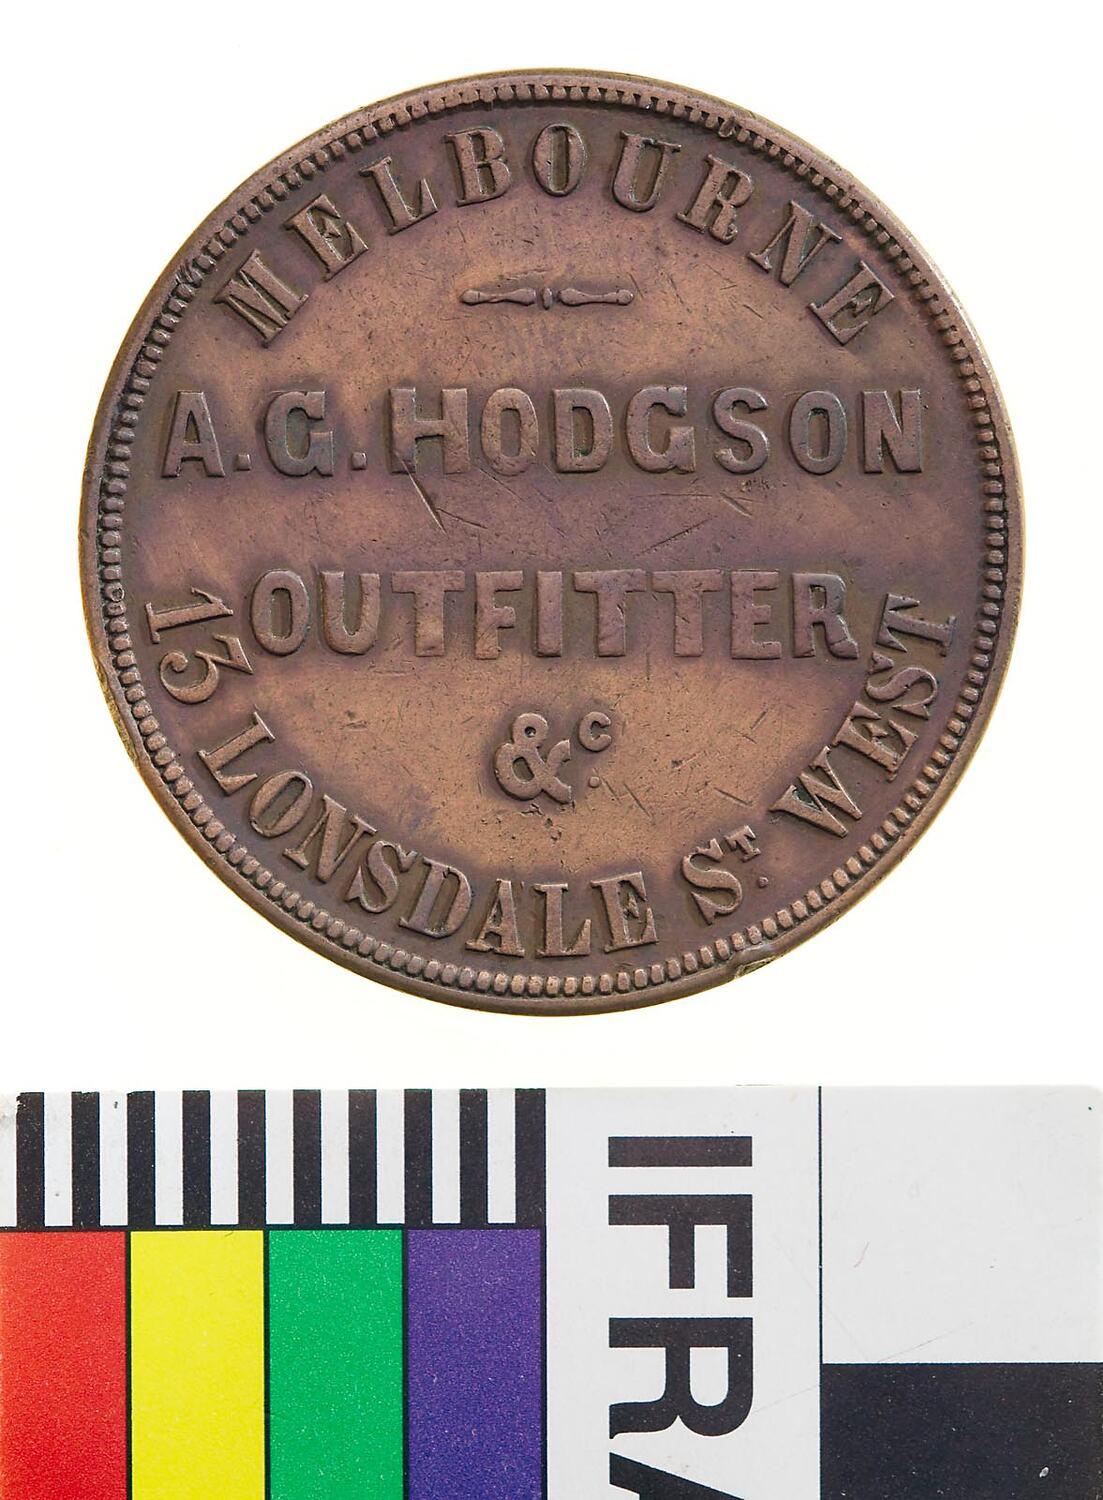 MELBOURNE
A.G.HODGSON
OUTFITTER
&c.
13 LONSDALE ST. WEST
IFRA